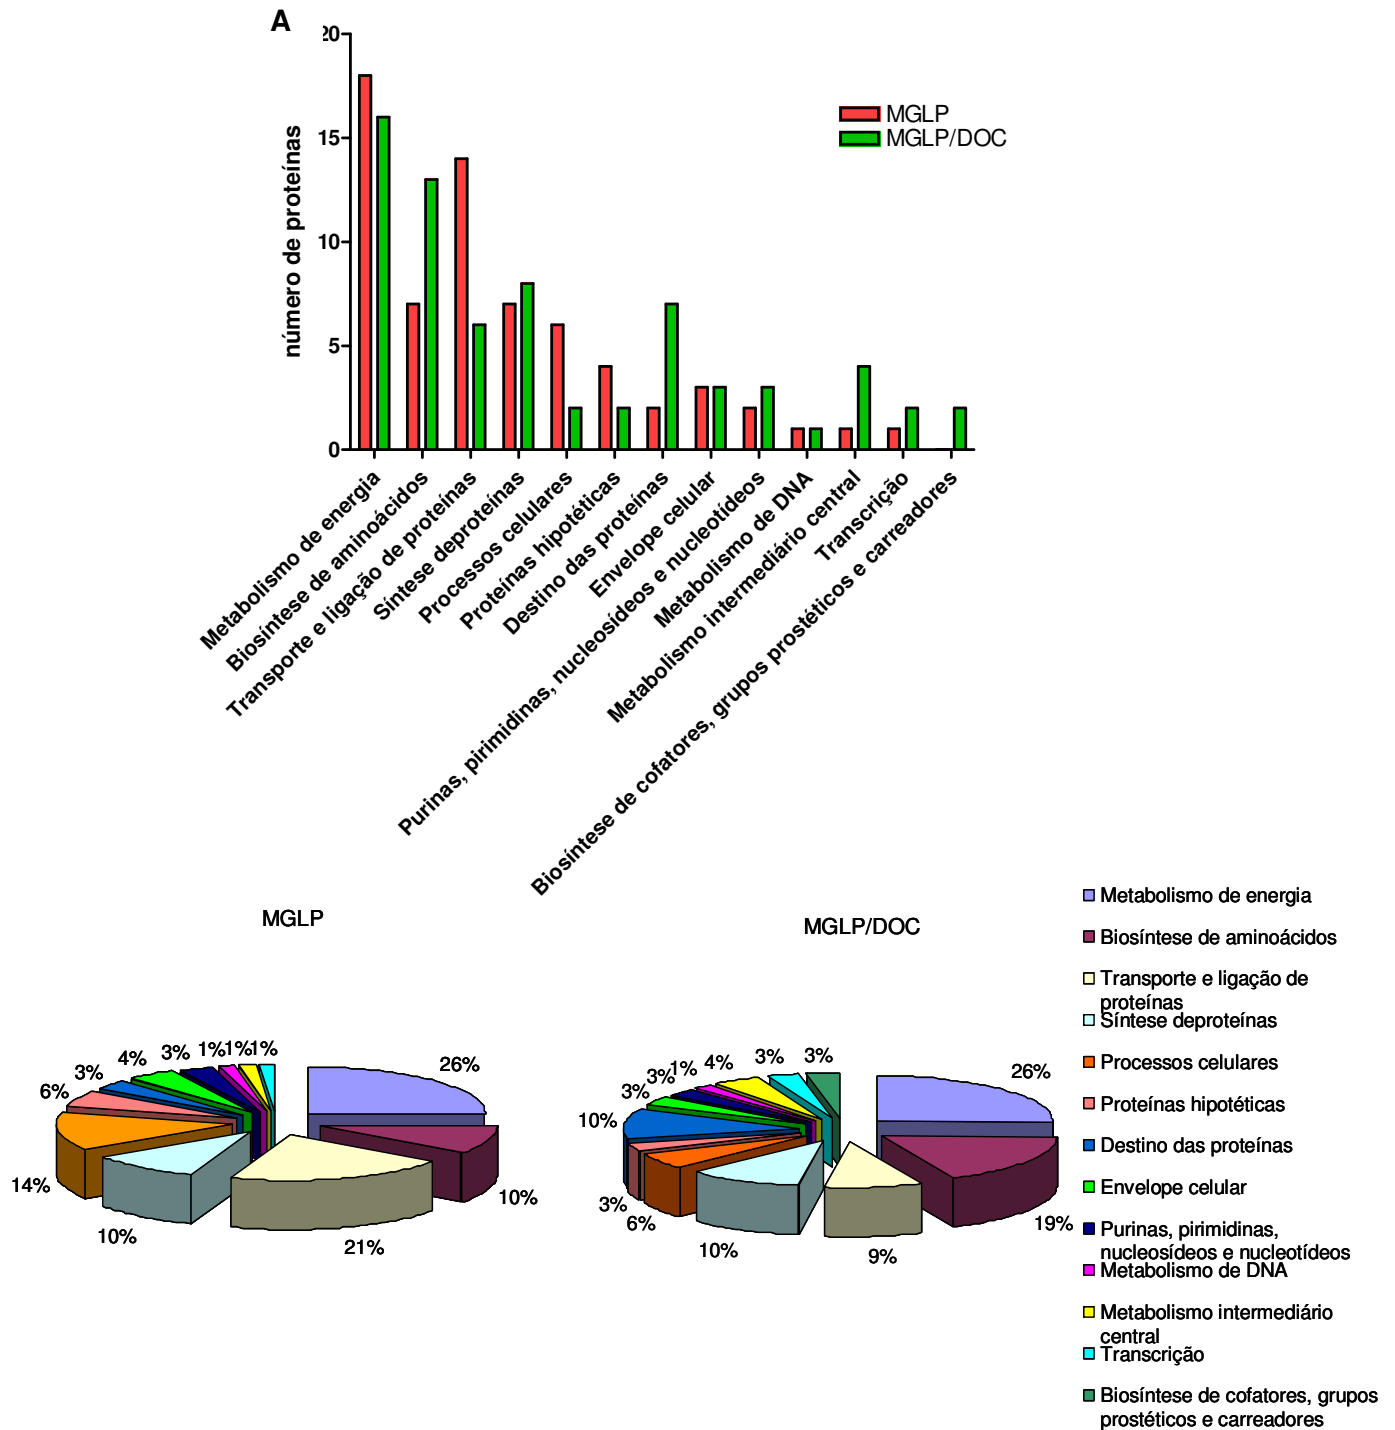 A
20
15
10
5
0
número de proteínas
MGLP
MGLP/DOC
Metabolismo de energia
Biosíntese de aminoácidos
Transporte e ligação de proteínas
Síntese deproteínas
Processos celulares
Proteínas hipotéticas
Destino das proteínas
Envelope celular
Purinas, pirimidinas, nucleosídeos e nucleotídeos
Metabolismo de DNA
Metabolismo intermediário central
Transcrição
Biosíntese de cofatores, grupos prostéticos e carreadores
MGLP
26%
10%
21%
10%
14%
6%
3%
4%
3%
1%
1%
1%
MGLP/DOC
26%
19%
9%
10%
6%
3%
10%
3%
3%
1%
4%
3%
3%
Metabolismo de energia
Biosíntese de aminoácidos
Transporte e ligação de
proteínas
Síntese deproteínas
Processos celulares
Proteínas hipotéticas
Destino das proteínas
Envelope celular
Purinas, pirimidinas,
nucleosídeos e nucleotídeos
Metabolismo de DNA
Metabolismo intermediário
central
Transcrição
Biosíntese de cofatores, grupos
prostéticos e carreadores